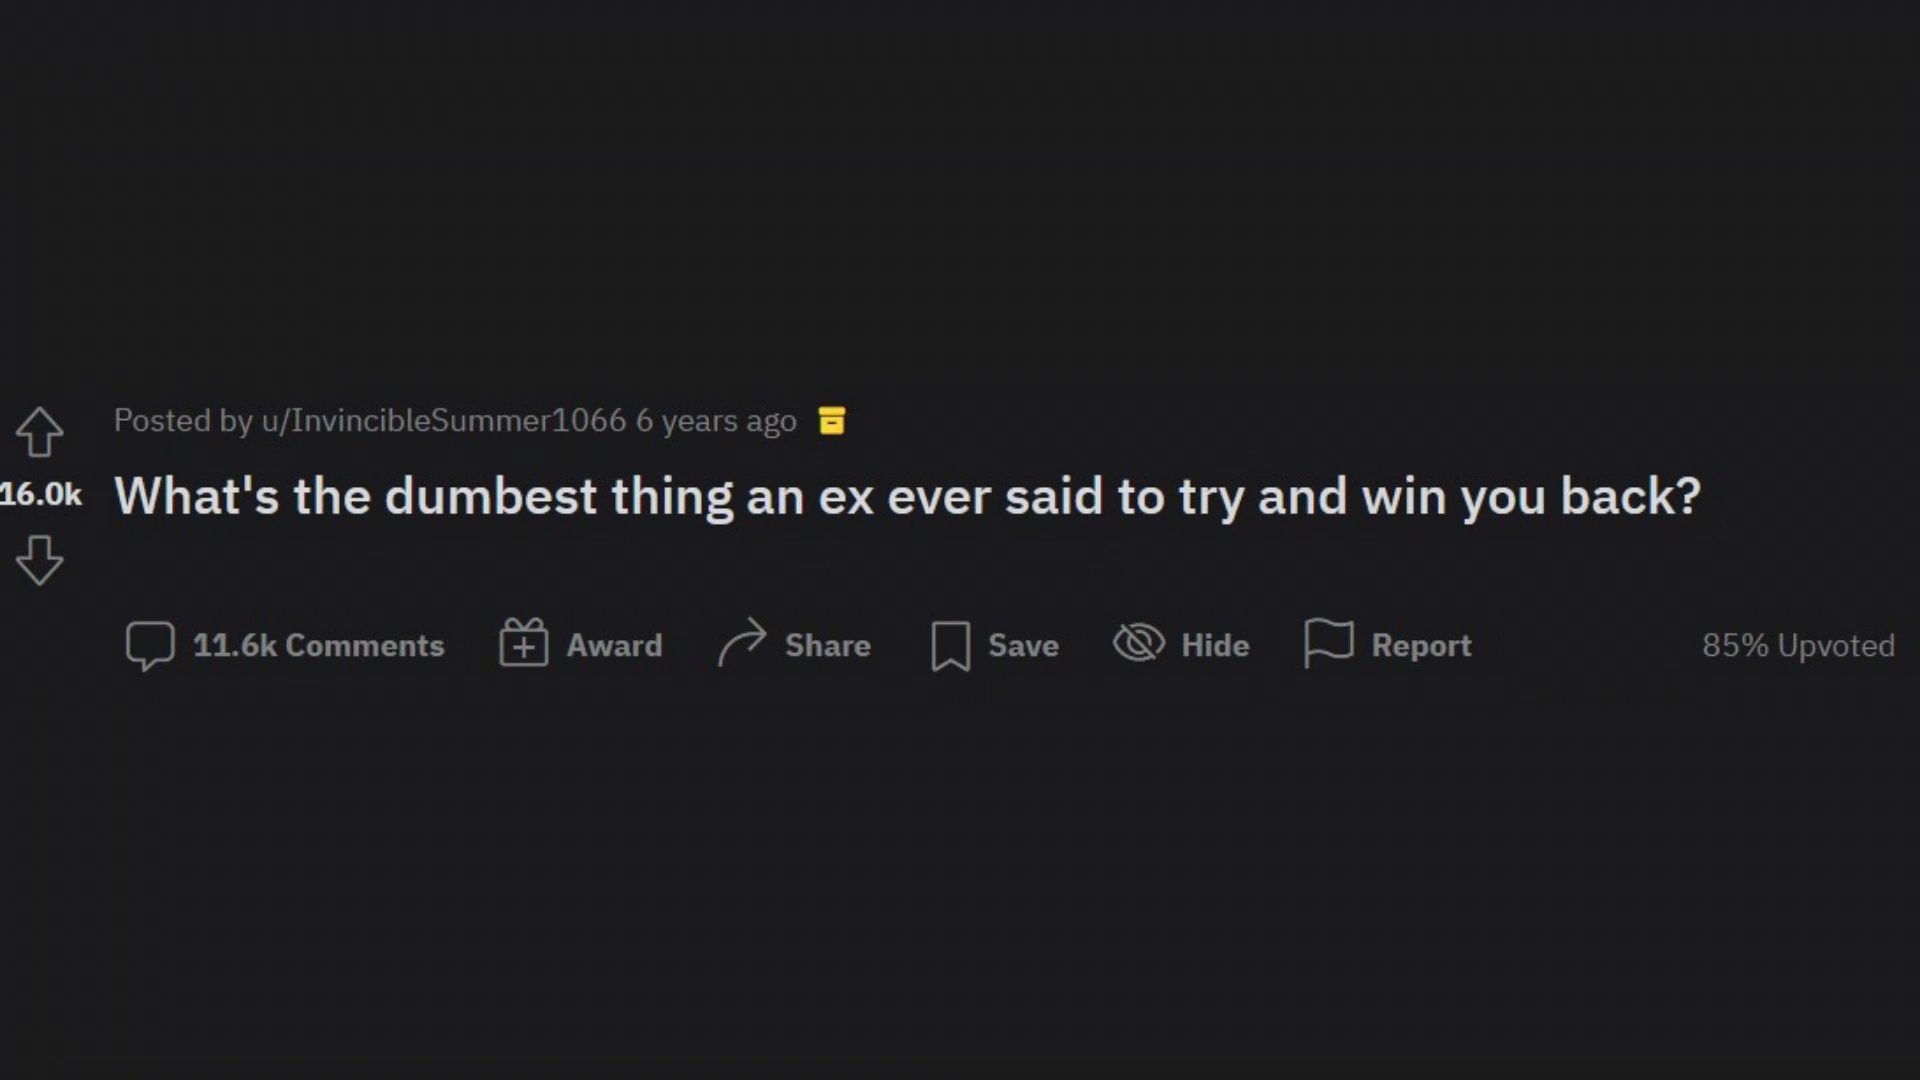 Posted by u/InvincibleSummer1066 6 years ago
16.0k
What's the dumbest thing an ex ever said to try and win you back?
11.6k Comments Award Share Save Hide Report 85% Upvoted